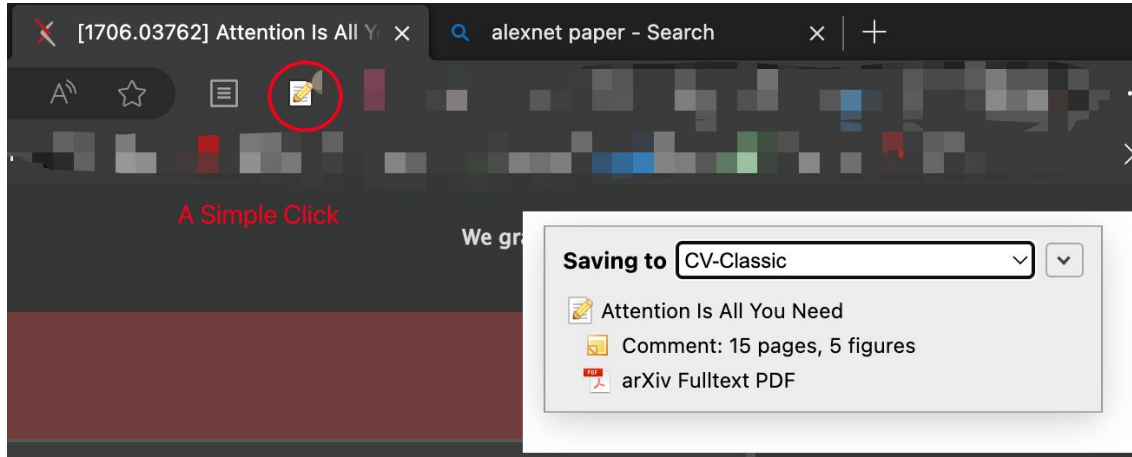 [1706.03762] Attention Is All Y
alexnet paper – Search
A Simple Click
We gr
Saving to CV-Classic
Attention Is All You Need
Comment: 15 pages, 5 figures
PDF arXiv Fulltext PDF